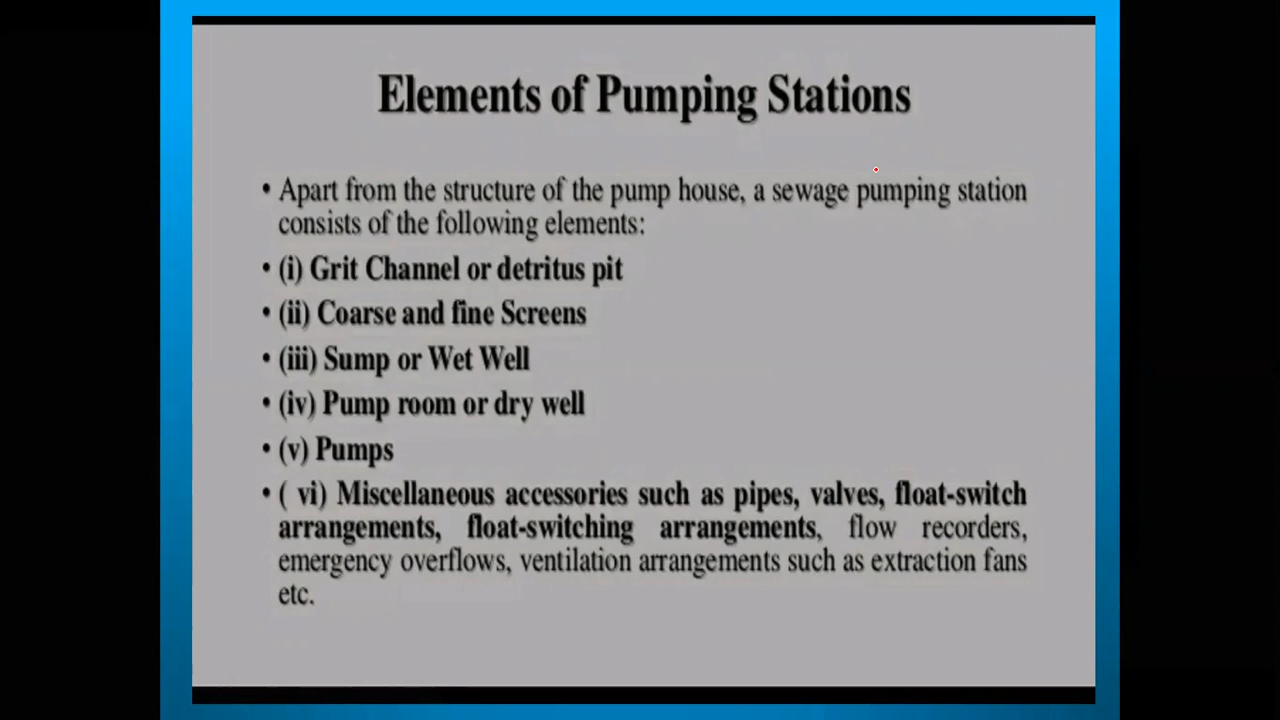 Elements of Pumping Stations
• Apart from the structure of the pump house, a sewage pumping station
consists of the following elements:
• (i) Grit Channel or detritus pit
• (ii) Coarse and fine Screens
• (iii) Sump or Wet Well
• (iv) Pump room or dry well
• (v) Pumps
• ( vi) Miscellaneous accessories such as pipes, valves, float-switch
arrangements, float-switching arrangements, flow recorders,
emergency overflows, ventilation arrangements such as extraction fans
etc.